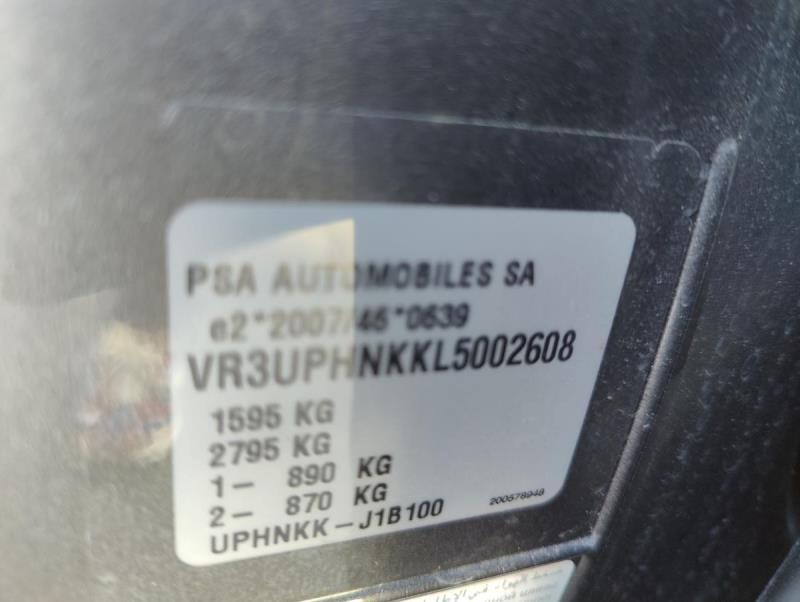 PSA AUTOMOBILES SA
e2*2007/46*0639
VR3UPHNKKL5002608
1595 KG
2795 KG
1- 890 KG
2- 870 KG
UPHNKK-J1B100
200578948